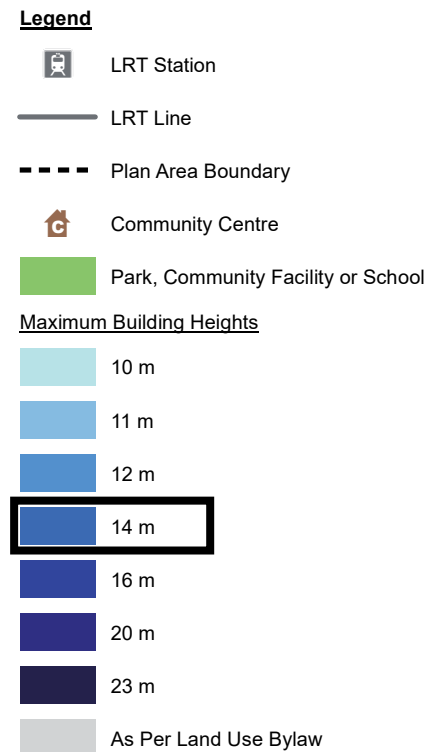 Legend
LRT Station
LRT Line
Plan Area Boundary
C
Community Centre
Park, Community Facility or School
Maximum Building Heights
10 m
11 m
12 m
14 m
16 m
20 m
23 m
As Per Land Use Bylaw